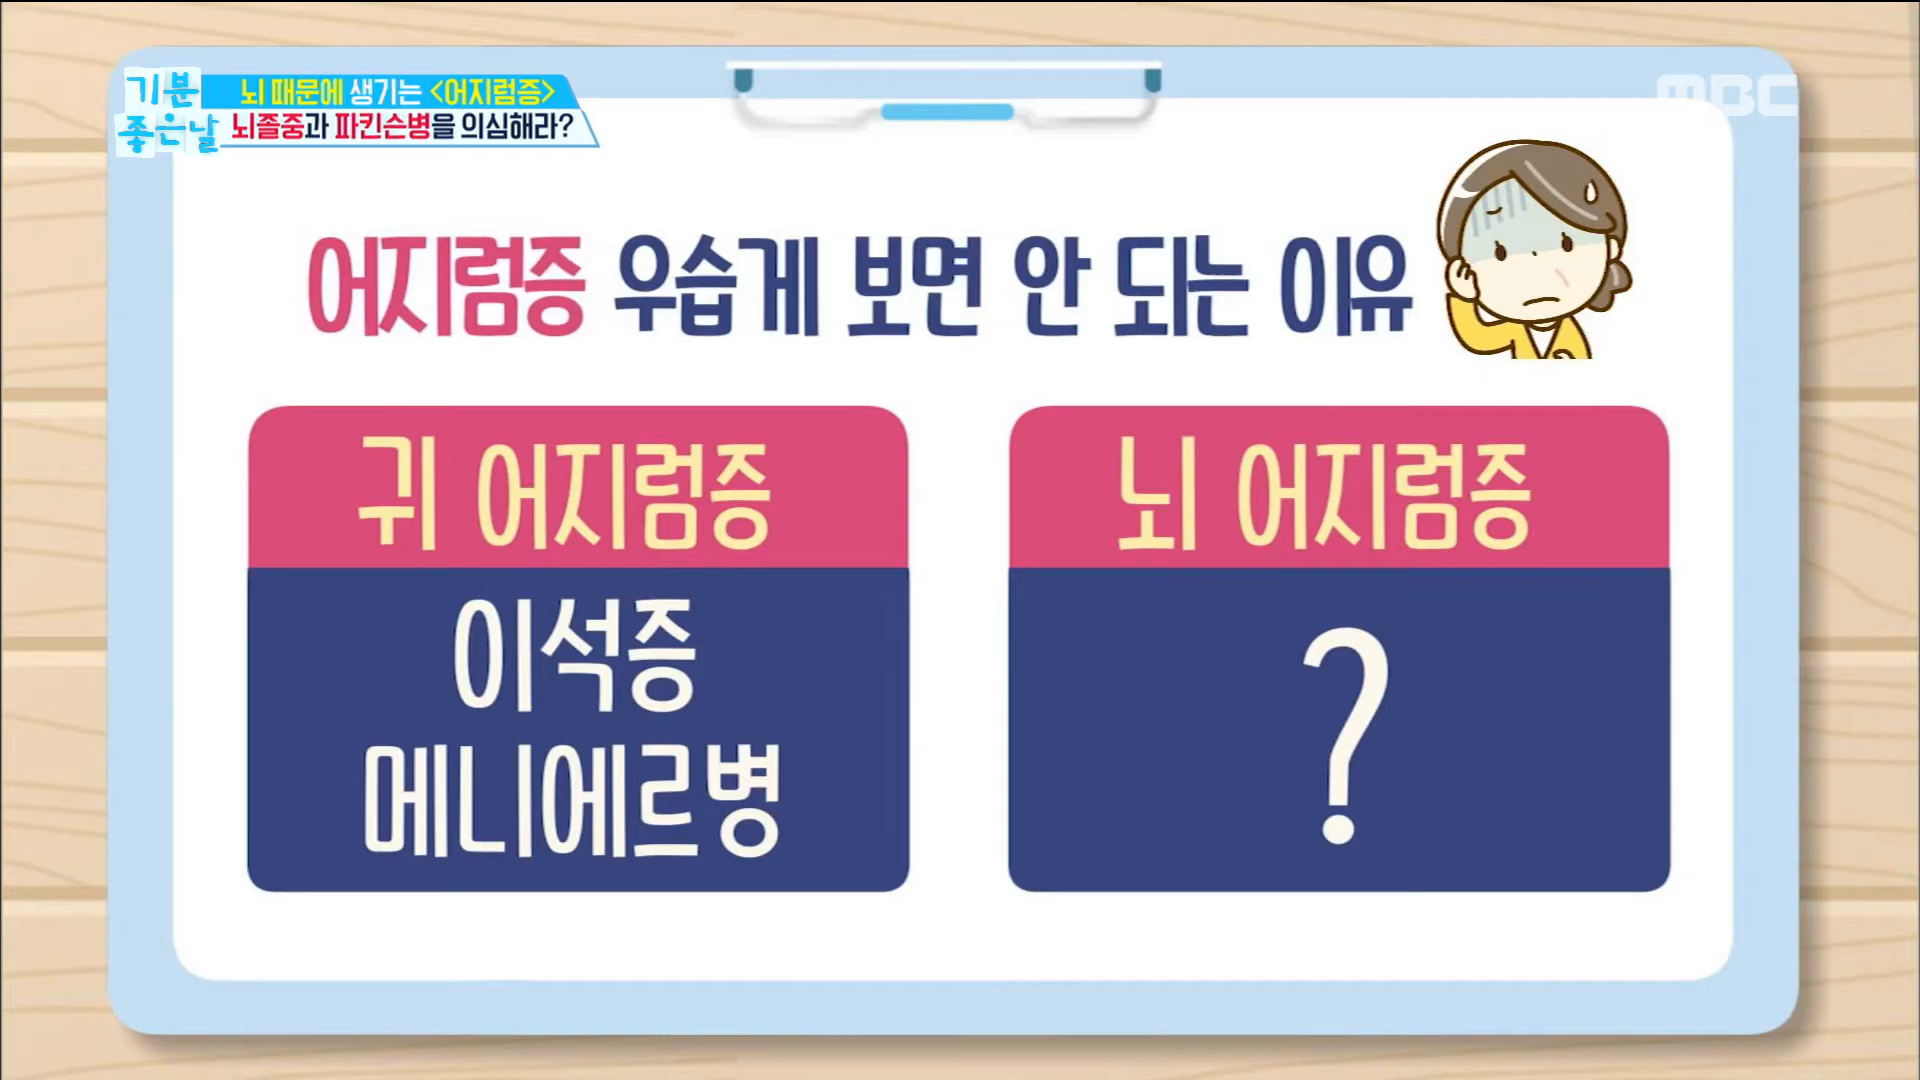 기분
좋은날
뇌 때문에 생기는 <어지럼증>
뇌졸중과 파킨슨병을 의심해라?
MBC
어지럼증 우습게 보면 안 되는 이유
귀 어지럼증
이석증
메니에르병
뇌 어지럼증
?